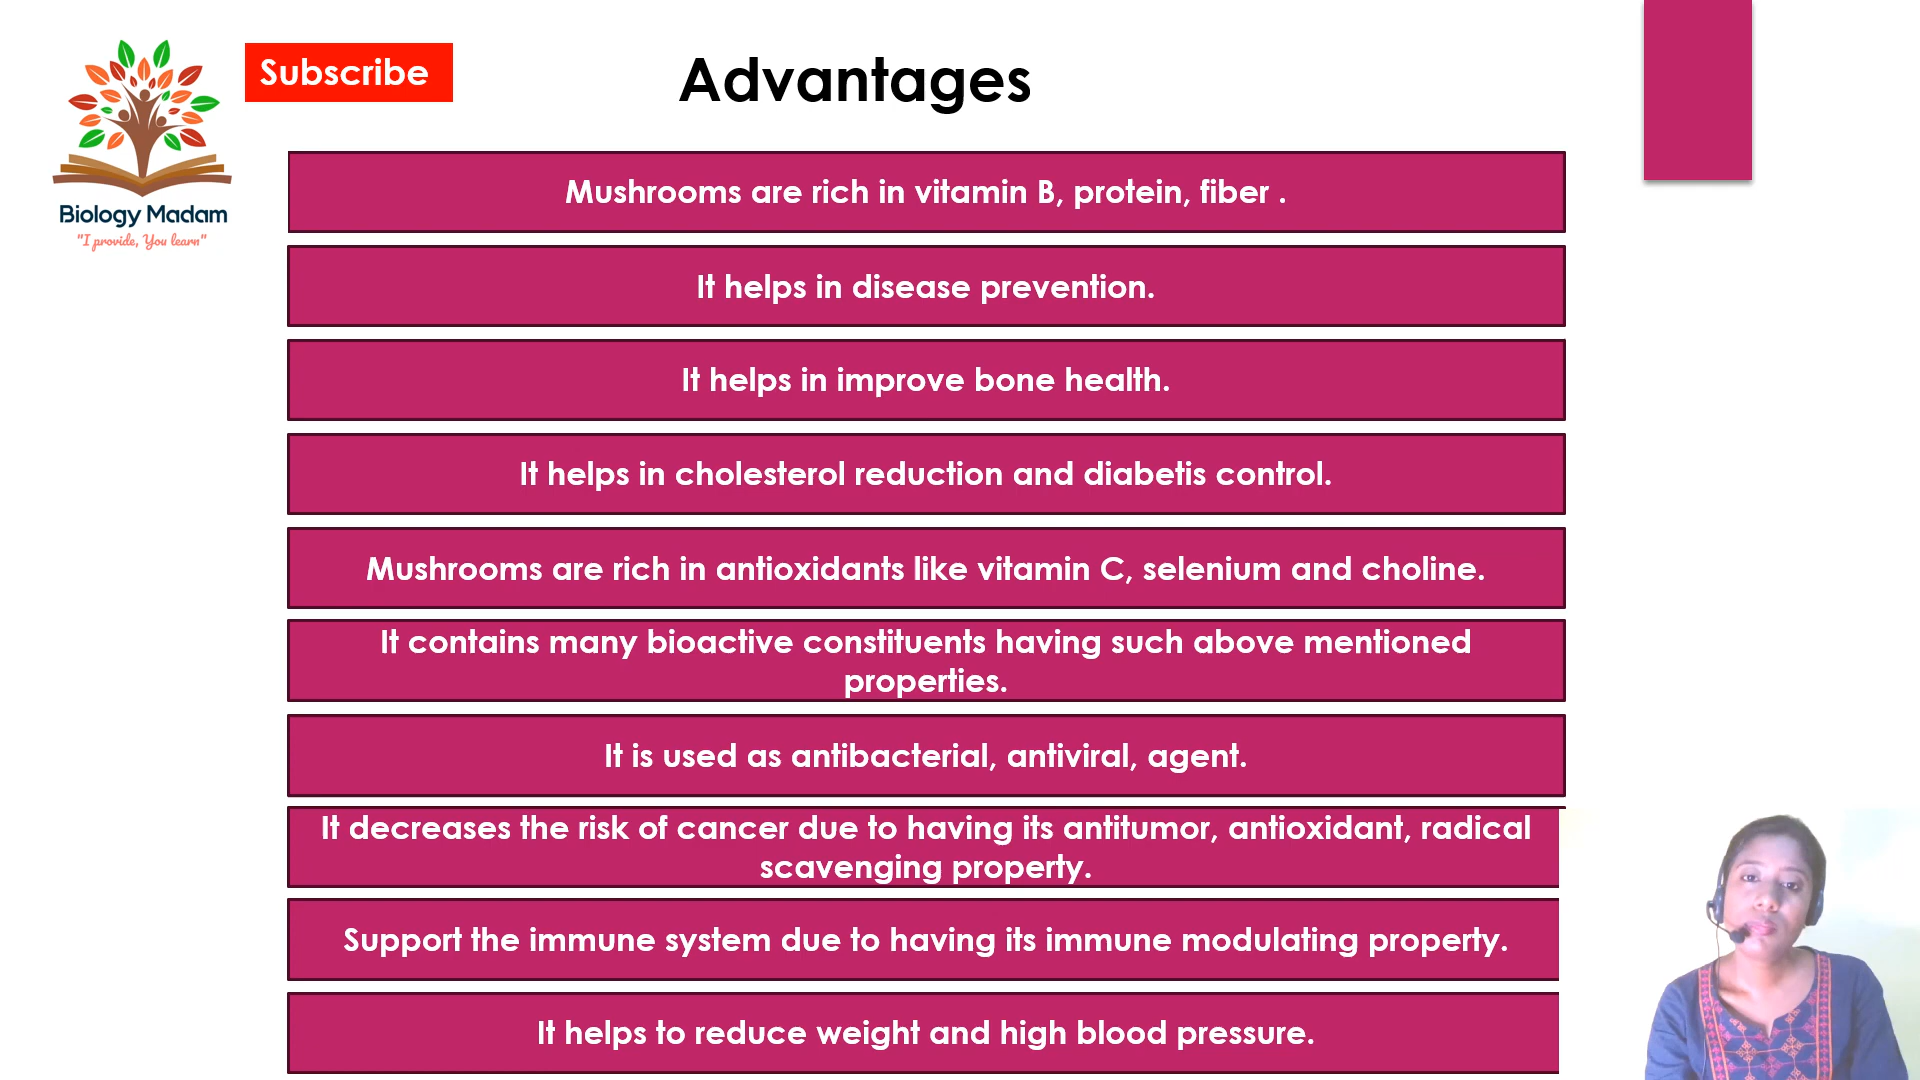 Subscribe
Advantages
Biology Madam
"I provide, You learn"
Mushrooms are rich in vitamin B, protein, fiber .
It helps in disease prevention.
It helps in improve bone health.
It helps in cholesterol reduction and diabetis control.
Mushrooms are rich in antioxidants like vitamin C, selenium and choline.
It contains many bioactive constituents having such above mentioned
properties.
It is used as antibacterial, antiviral, agent.
It decreases the risk of cancer due to having its antitumor, antioxidant, radical
scavenging property.
Support the immune system due to having its immune modulating property.
It helps to reduce weight and high blood pressure.